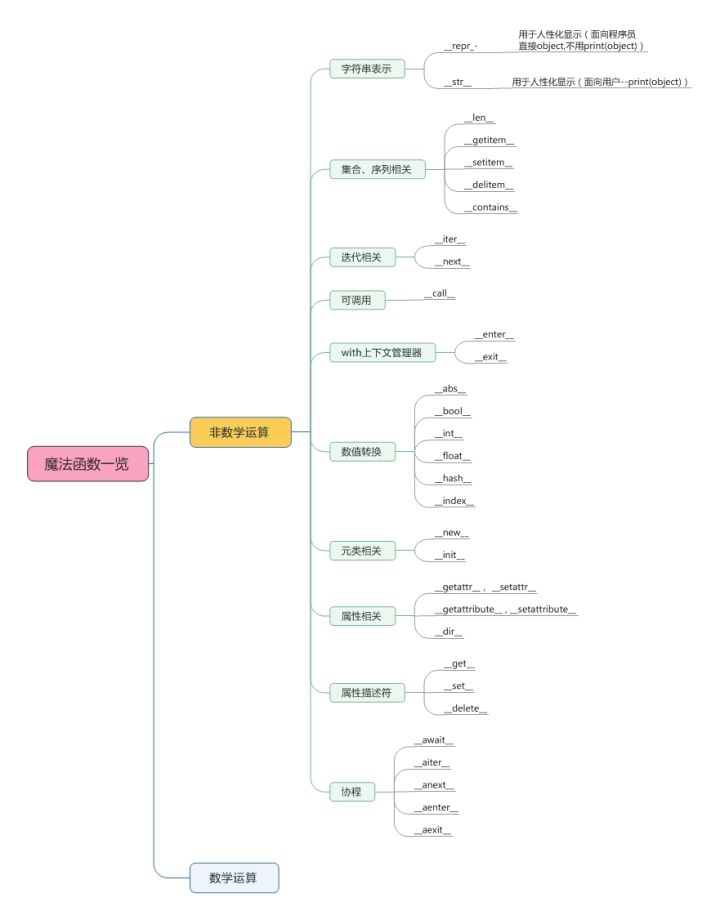 魔法函数一览
非数学运算
字符串表示
__repr_-
用于人性化显示（面向程序员
直接object,不用print(object)）
__str__
用于人性化显示（面向用户--print(object)）
集合、序列相关
__len__
__getitem__
__setitem__
__delitem__
__contains__
迭代相关
__iter__
__next__
可调用
__call__
with上下文管理器
__enter__
__exit__
数值转换
__abs__
__bool__
__int__
__float__
__hash__
__index__
元类相关
__new__
__init__
属性相关
__getattr__ ，__setattr__
__getattribute__ , __setattribute__
__dir__
属性描述符
__get__
__set__
__delete__
协程
__await__
__aiter__
__anext__
__aenter__
__aexit__
数学运算